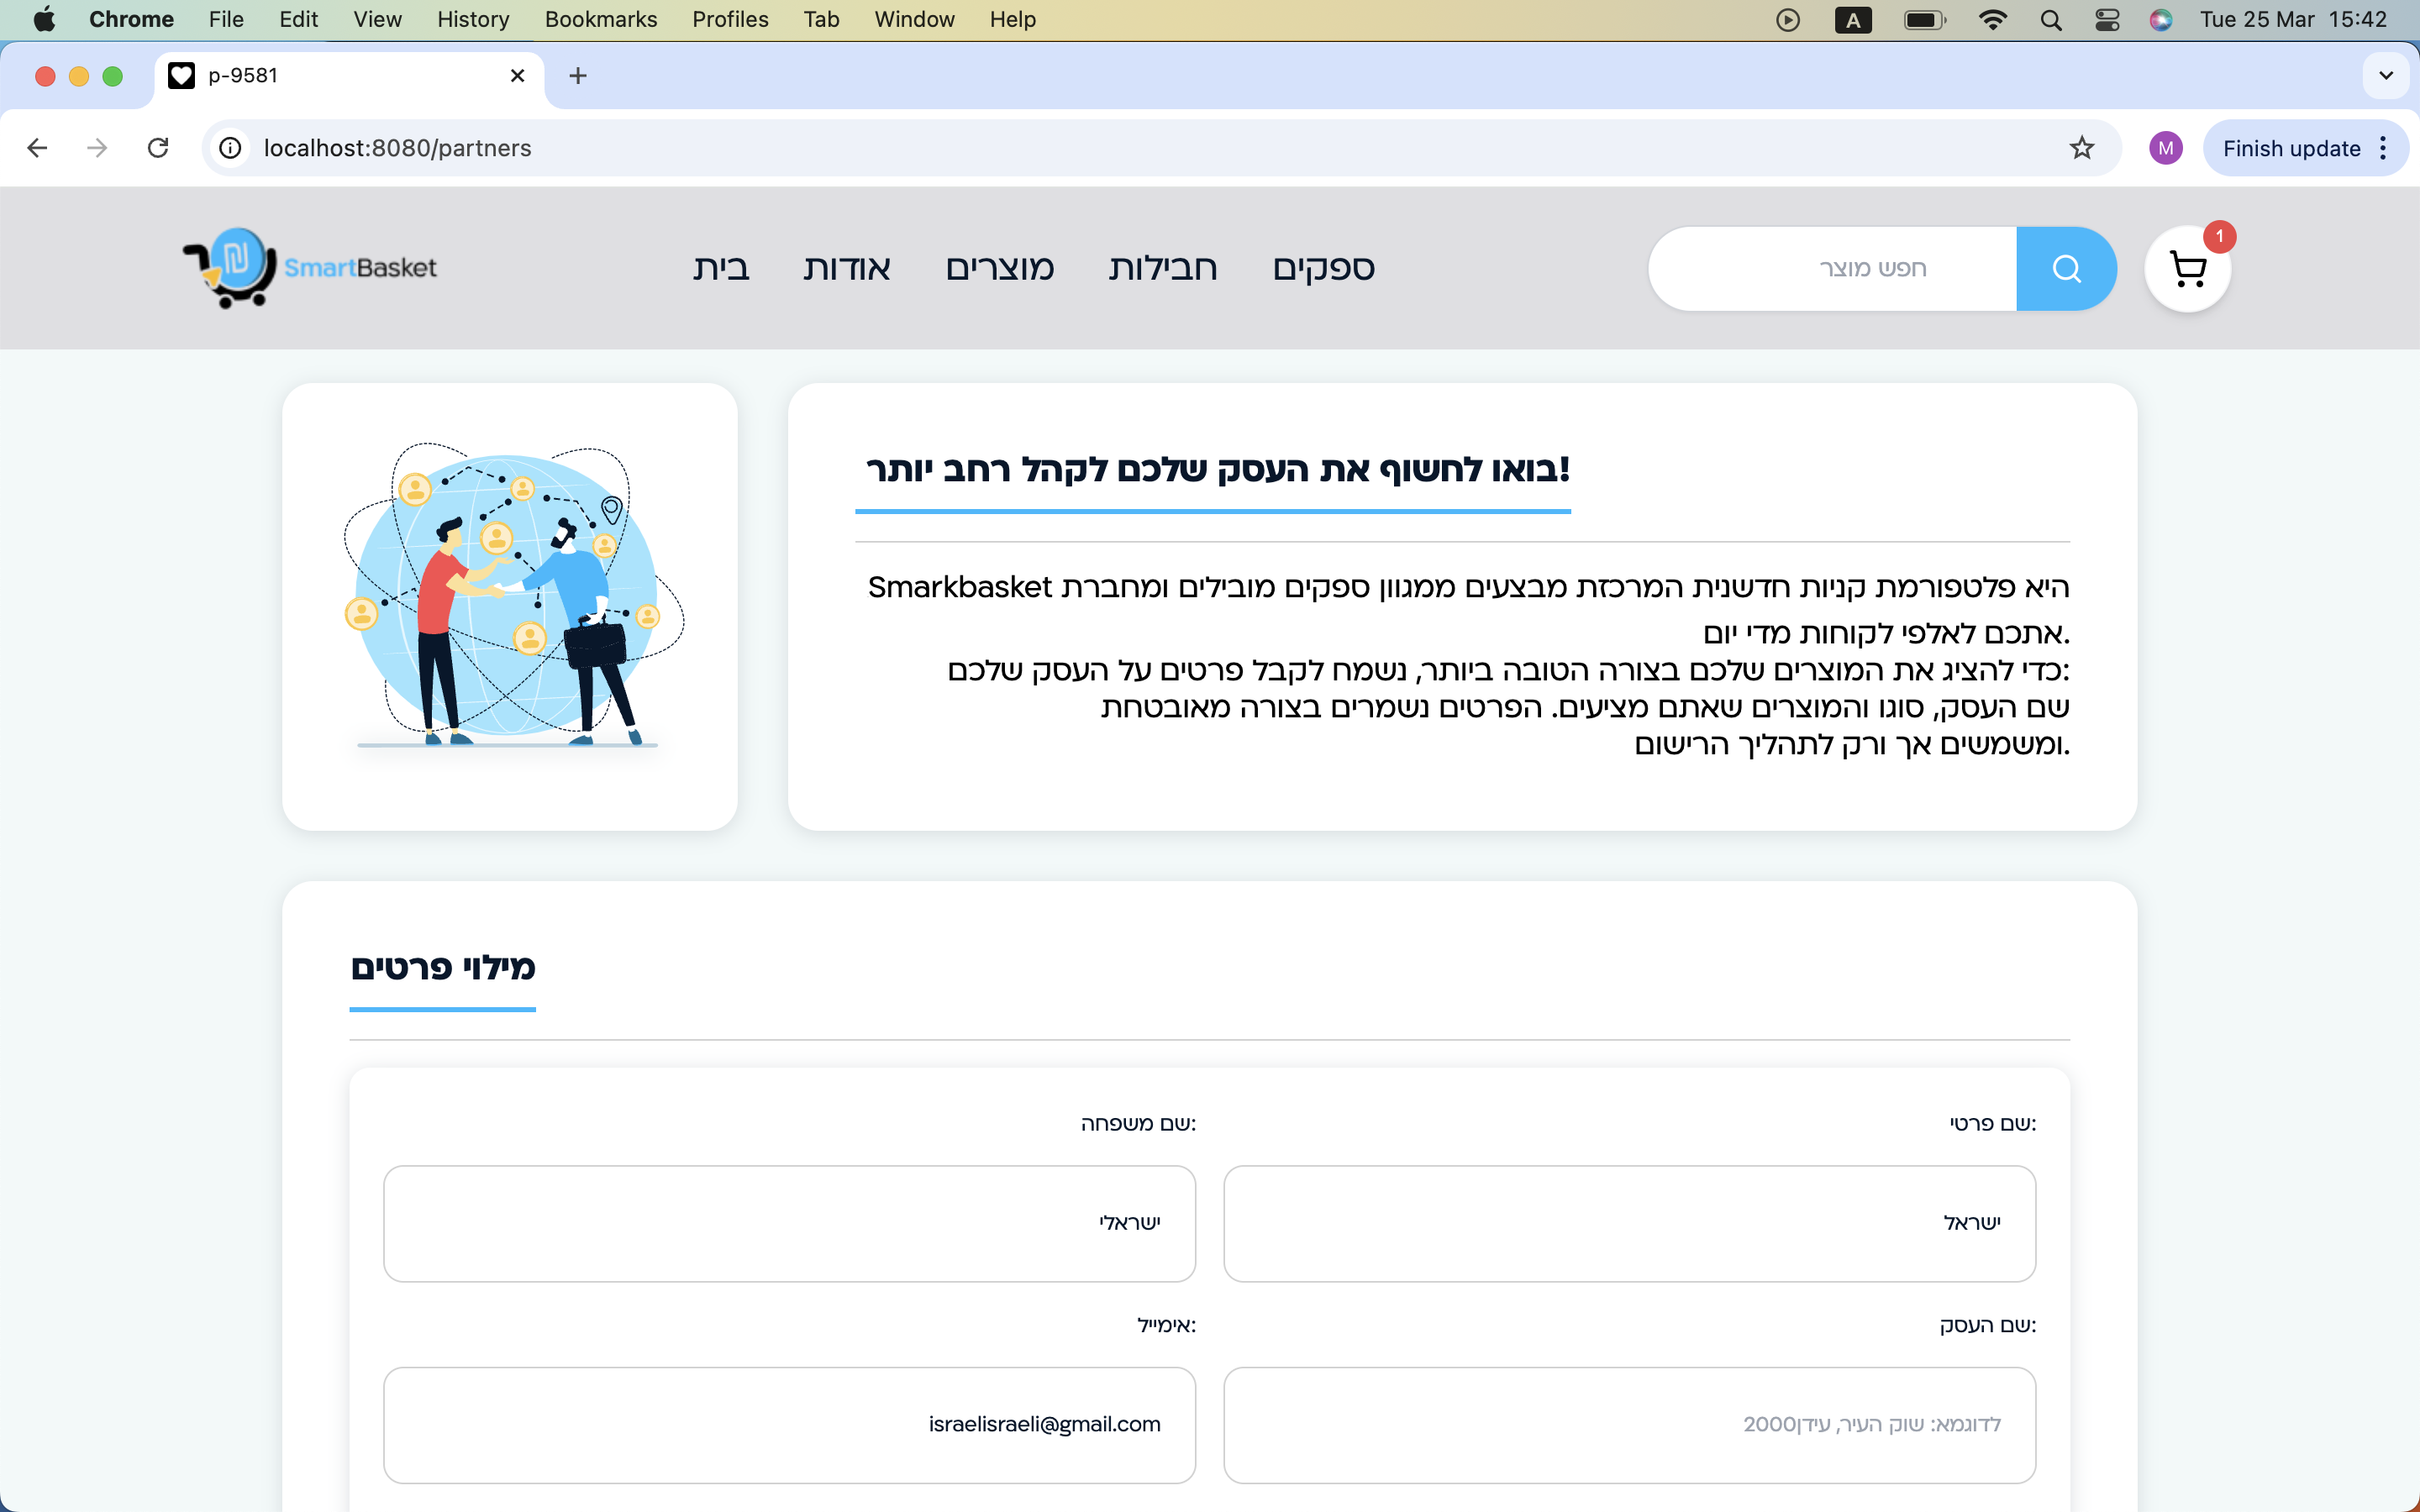 Chrome File Edit View History Bookmarks Profiles Tab Window Help A Tue 25 Mar 15:42
p-9581
localhost:8080/partners M Finish update
SmartBasket
בית אודות מוצרים חבילות ספקים
חפש מוצר
1
בואו לחשוף את העסק שלכם לקהל רחב יותר!
Smarkbasket היא פלטפורמת קניות חדשנית המרכזת מבצעים ממגוון ספקים מובילים ומחברת
אתכם לאלפי לקוחות מדי יום.
כדי להציג את המוצרים שלכם בצורה הטובה ביותר, נשמח לקבל פרטים על העסק שלכם:
שם העסק, סוגו והמוצרים שאתם מציעים. הפרטים נשמרים בצורה מאובטחת
ומשמשים אך ורק לתהליך הרישום.
מילוי פרטים
שם פרטי:
ישראל
שם משפחה:
ישראלי
שם העסק:
לדוגמא: שוק העיר, עידן2000
אימייל:
israelisraeli@gmail.com